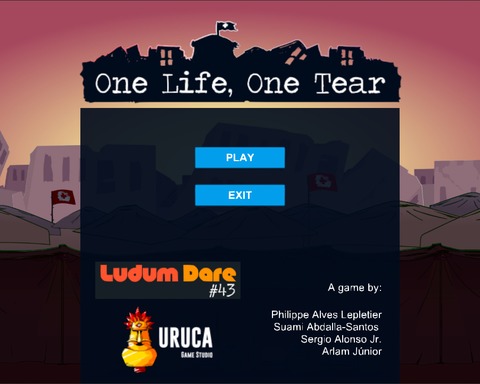 One Life, One Tear
PLAY
EXIT
Ludum Dare
#43
URUCA
Game Studio
A game by:
Philippe Alves Lepletier
Suami Abdalla-Santos
Sergio Alonso Jr.
Arlam Júnior